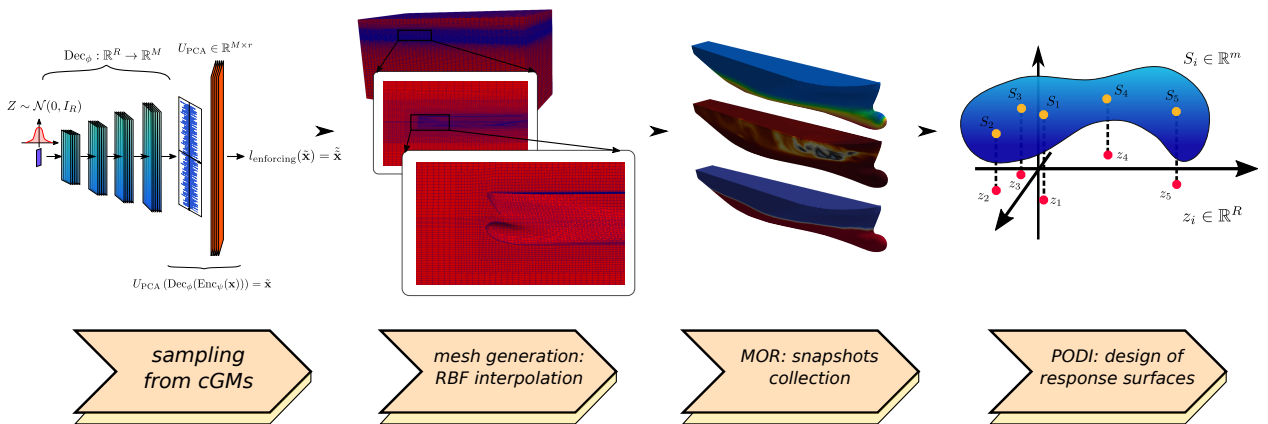 Dec_ϕ : ℝ^R → ℝ^M
U_PCA ∈ ℝ^{M×r}
Z ∼ 𝒩(0, I_R)
l_enforcing(x̃) = x̃̃
U_PCA (Dec_ϕ(Enc_ψ(x))) = x̃
S_i ∈ ℝ^m
S_1
S_2
S_3
S_4
S_5
z_1
z_2
z_3
z_4
z_5
z_i ∈ ℝ^R
sampling
from cGMs
mesh generation:
RBF interpolation
MOR: snapshots
collection
PODI: design of
response surfaces